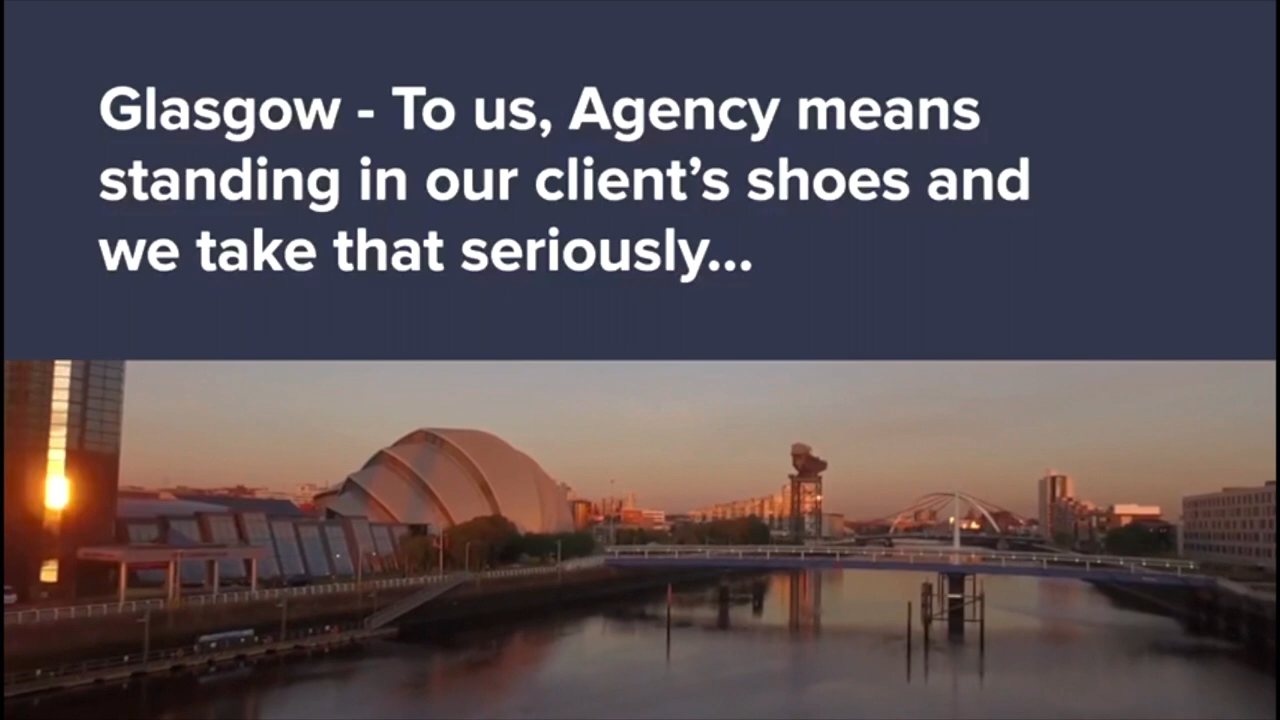 Glasgow - To us, Agency means
standing in our client’s shoes and
we take that seriously...